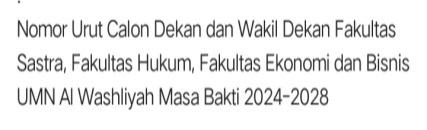 Nomor Urut Calon Dekan dan Wakil Dekan Fakultas
Sastra, Fakultas Hukum, Fakultas Ekonomi dan Bisnis
UMN Al Washliyah Masa Bakti 2024-2028